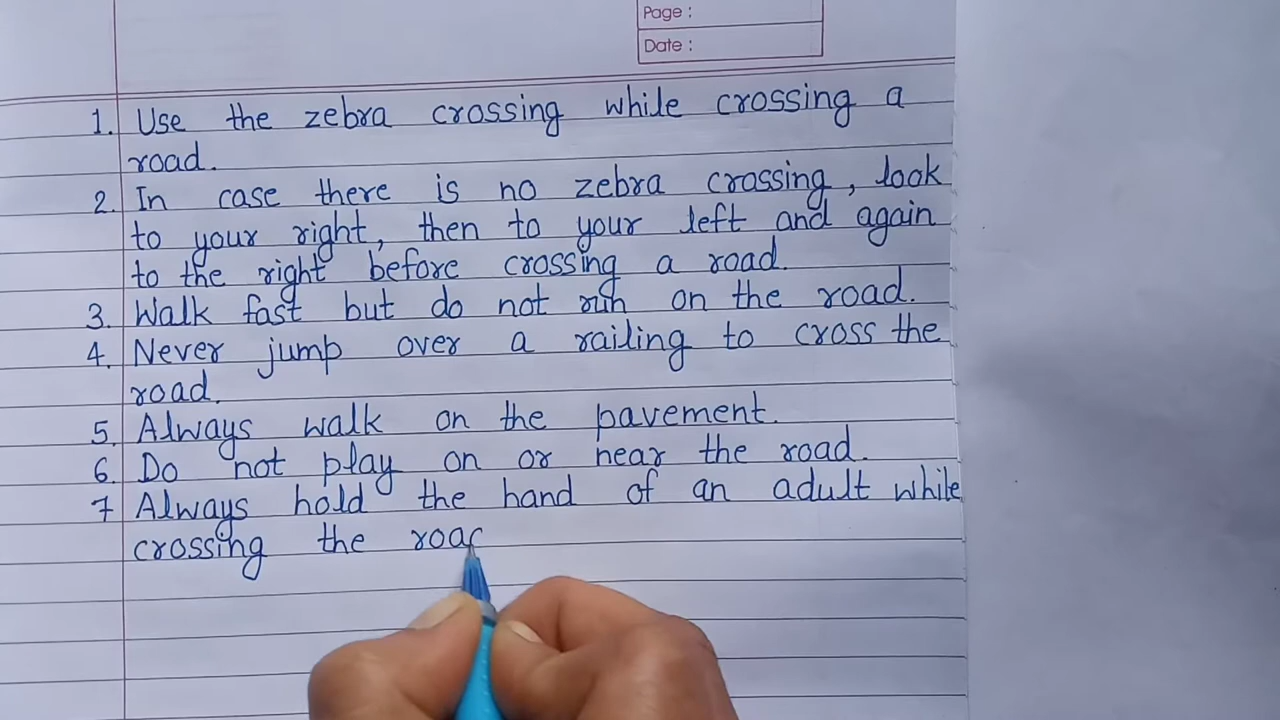 Page :
Date :
1. Use the zebra crossing while crossing a
road.
2. In case there is no zebra crossing, look
to your right, then to your left and again
to the right before crossing a road.
3. Walk fast but do not run on the road.
4. Never jump over a railing to cross the
road.
5. Always walk on the pavement.
6. Do not play on or near the road.
7 Always hold the hand of an adult while
crossing the roa